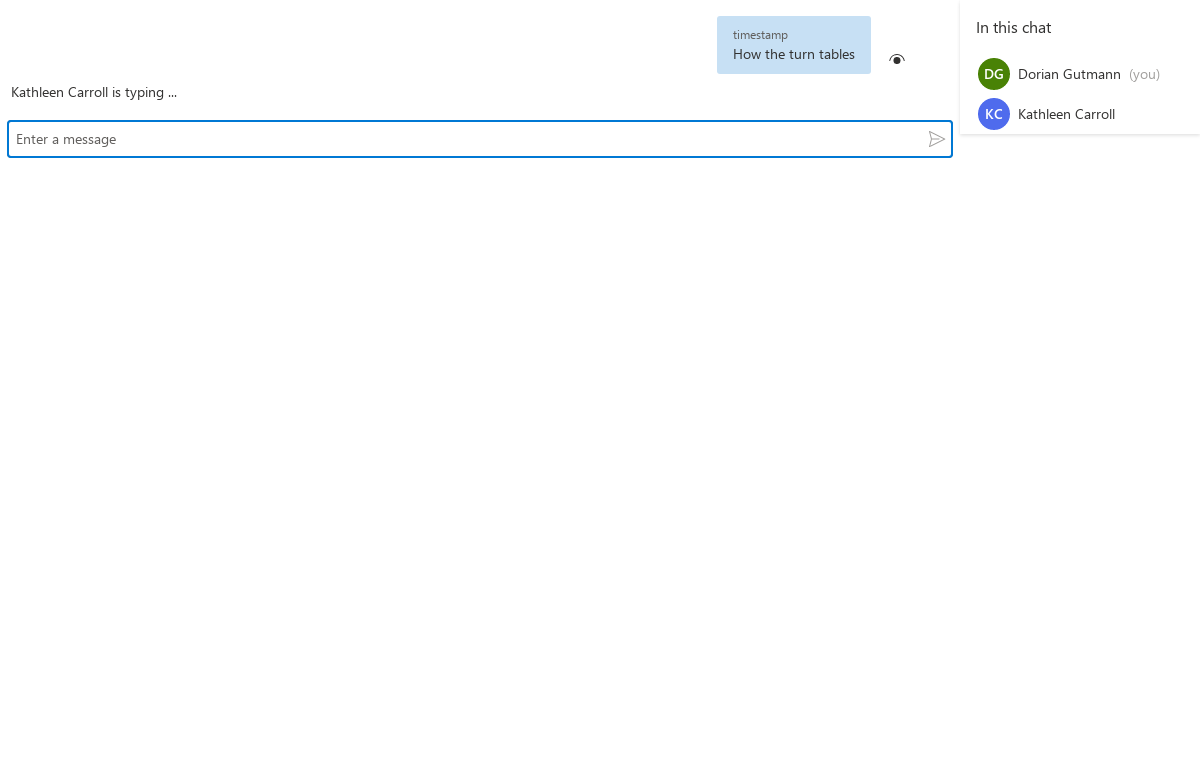 timestamp
How the turn tables
Kathleen Carroll is typing ...
Enter a message
In this chat
DG Dorian Gutmann (you)
KC Kathleen Carroll